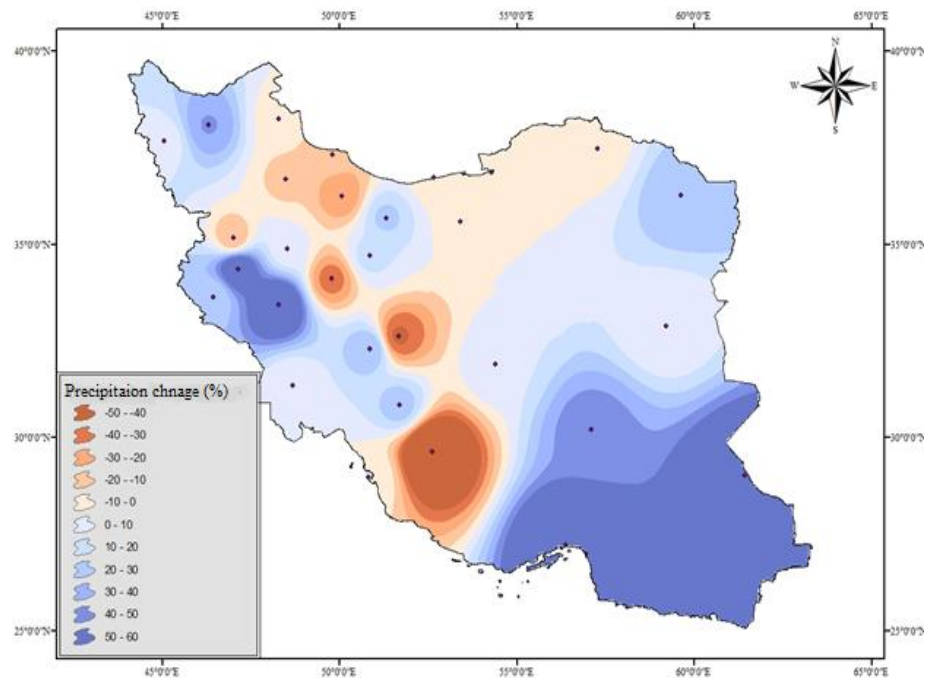 45°0'0"E 50°0'0"E 55°0'0"E 60°0'0"E 65°0'0"E
40°0'0"N 40°0'0"N
N
W E
S
35°0'0"N 35°0'0"N
30°0'0"N 30°0'0"N
25°0'0"N 25°0'0"N
Precipitaion chnage (%)
-50 - -40
-40 - -30
-30 - -20
-20 - -10
-10 - 0
0 - 10
10 - 20
20 - 30
30 - 40
40 - 50
50 - 60
45°0'0"E 50°0'0"E 55°0'0"E 60°0'0"E 65°0'0"E